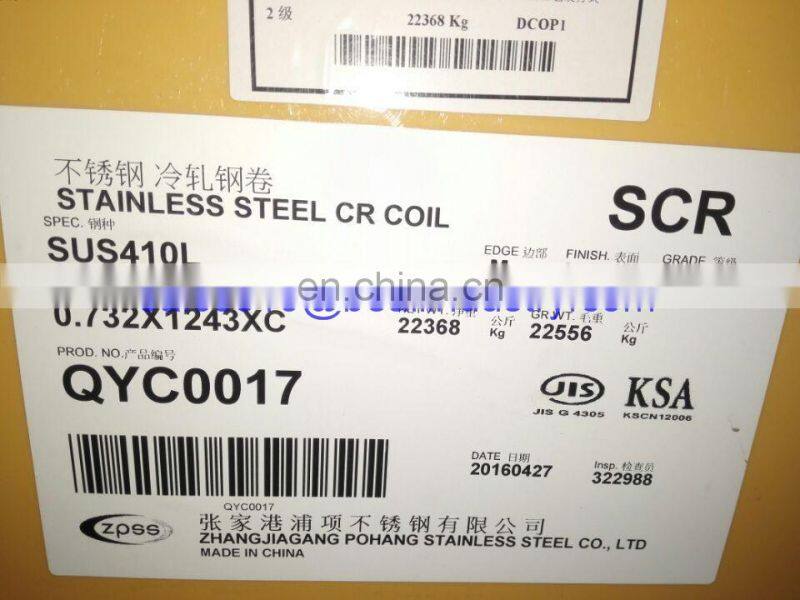 2 级
22368 Kg
DCOP1
不锈钢 冷轧钢卷
STAINLESS STEEL CR COIL
SCR
SPEC. 钢种
EDGE 边部
FINISH. 表面
GRADE. 等级
SUS410L
en.china.cn
0.732X1243XC
22368 公斤 Kg
GR.WT. 毛重
22556 公斤 Kg
PROD. NO.产品编号
QYC0017
JIS
JIS G 4305
KSA
KSCN12006
DATE 日期
20160427
Insp. 检查员
322988
QYC0017
zpss
张家港浦项不锈钢有限公司
ZHANGJIAGANG POHANG STAINLESS STEEL CO., LTD
MADE IN CHINA